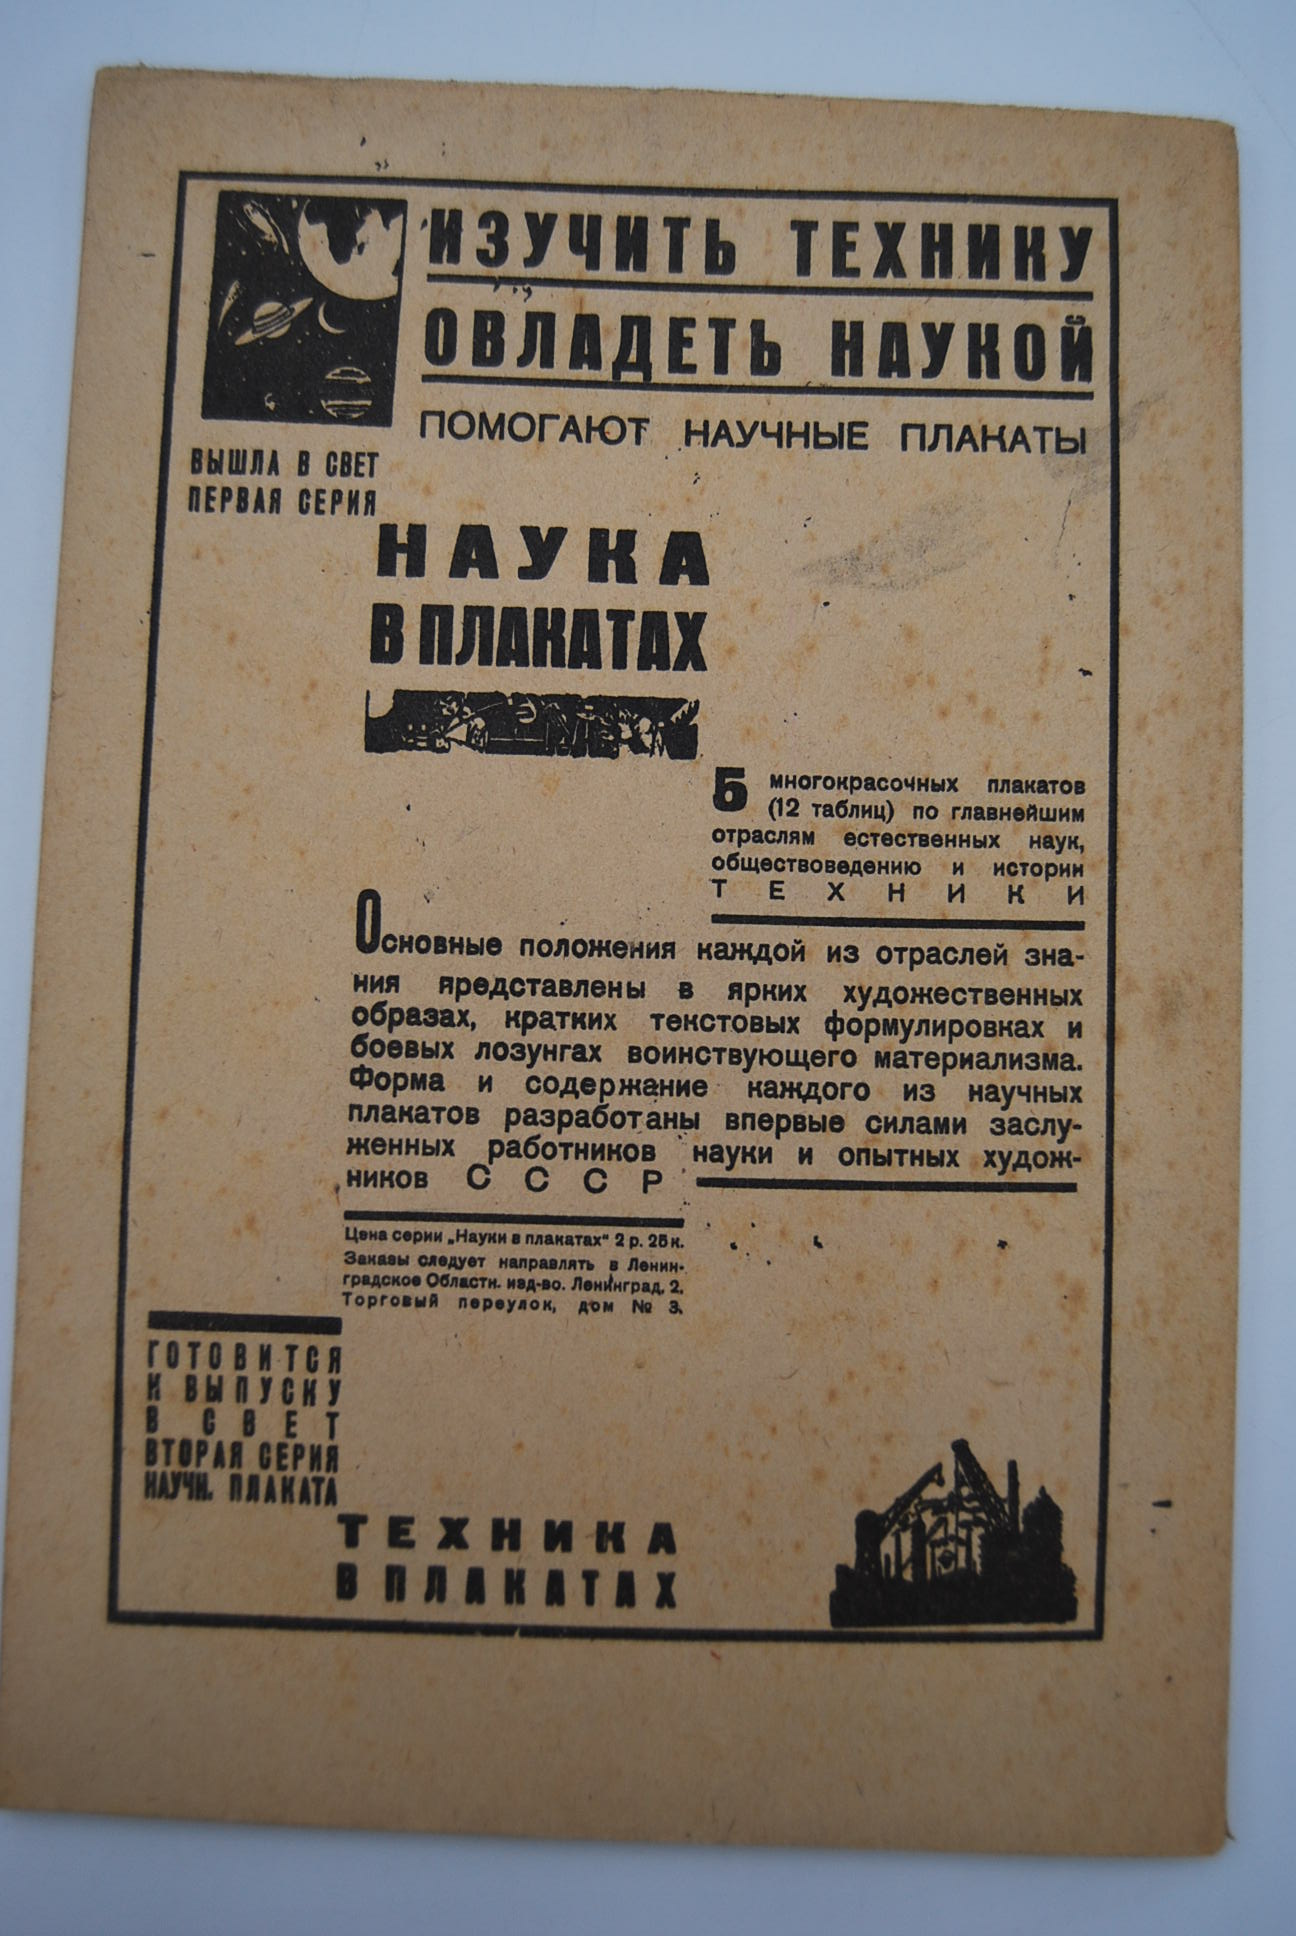 ИЗУЧИТЬ ТЕХНИКУ
ОВЛАДЕТЬ НАУКОЙ
ПОМОГАЮТ НАУЧНЫЕ ПЛАКАТЫ
ВЫШЛА В СВЕТ
ПЕРВАЯ СЕРИЯ
НАУКА
В ПЛАКАТАХ
Б многокрасочных плакатов
(12 таблиц) по главнейшим
отраслям естественных наук,
обществоведению и истории
ТЕХНИКИ
Основные положения каждой из отраслей зна-
ния представлены в ярких художественных
образах, кратких текстовых формулировках и
боевых лозунгах воинствующего материализма.
Форма и содержание каждого из научных
плакатов разработаны впервые силами заслу-
женных работников науки и опытных худож-
ников СССР
Цена серии „Науки в плакатах“ 2 р. 25 к.
Заказы следует направлять в Ленин-
градское Областн. изд-во. Ленинград, 2,
Торговый переулок, дом № 3.
ГОТОВИТСЯ
К ВЫПУСКУ
В СВЕТ
ВТОРАЯ СЕРИЯ
НАУЧН. ПЛАКАТА
ТЕХНИКА
В ПЛАКАТАХ